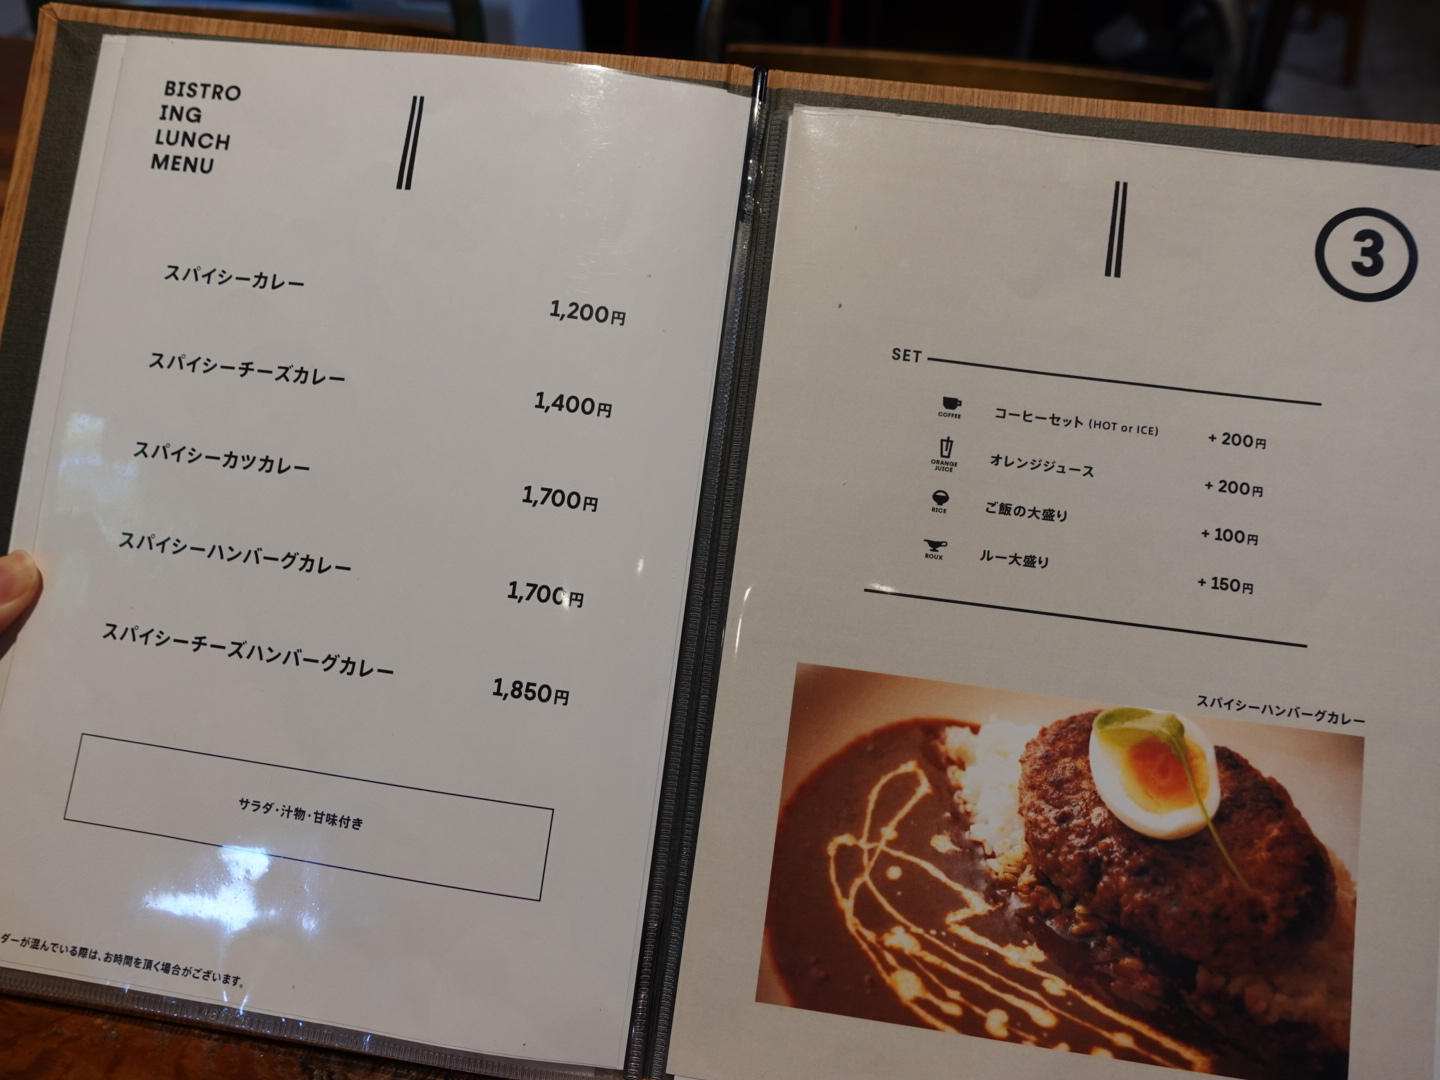 BISTRO
ING
LUNCH
MENU
スパイシーカレー
1,200円
スパイシーチーズカレー
1,400円
スパイシーカツカレー
1,700円
スパイシーハンバーグカレー
1,700円
スパイシーチーズハンバーグカレー
1,850円
サラダ・汁物・甘味付き
ダーが混んでいる際は、お時間を頂く場合がございます。
3
SET
COFFEE
コーヒーセット (HOT or ICE)
+ 200円
ORANGE
JUICE
オレンジジュース
+ 200円
RICE
ご飯の大盛り
+ 100円
ROUX
ルー大盛り
+ 150円
スパイシーハンバーグカレー